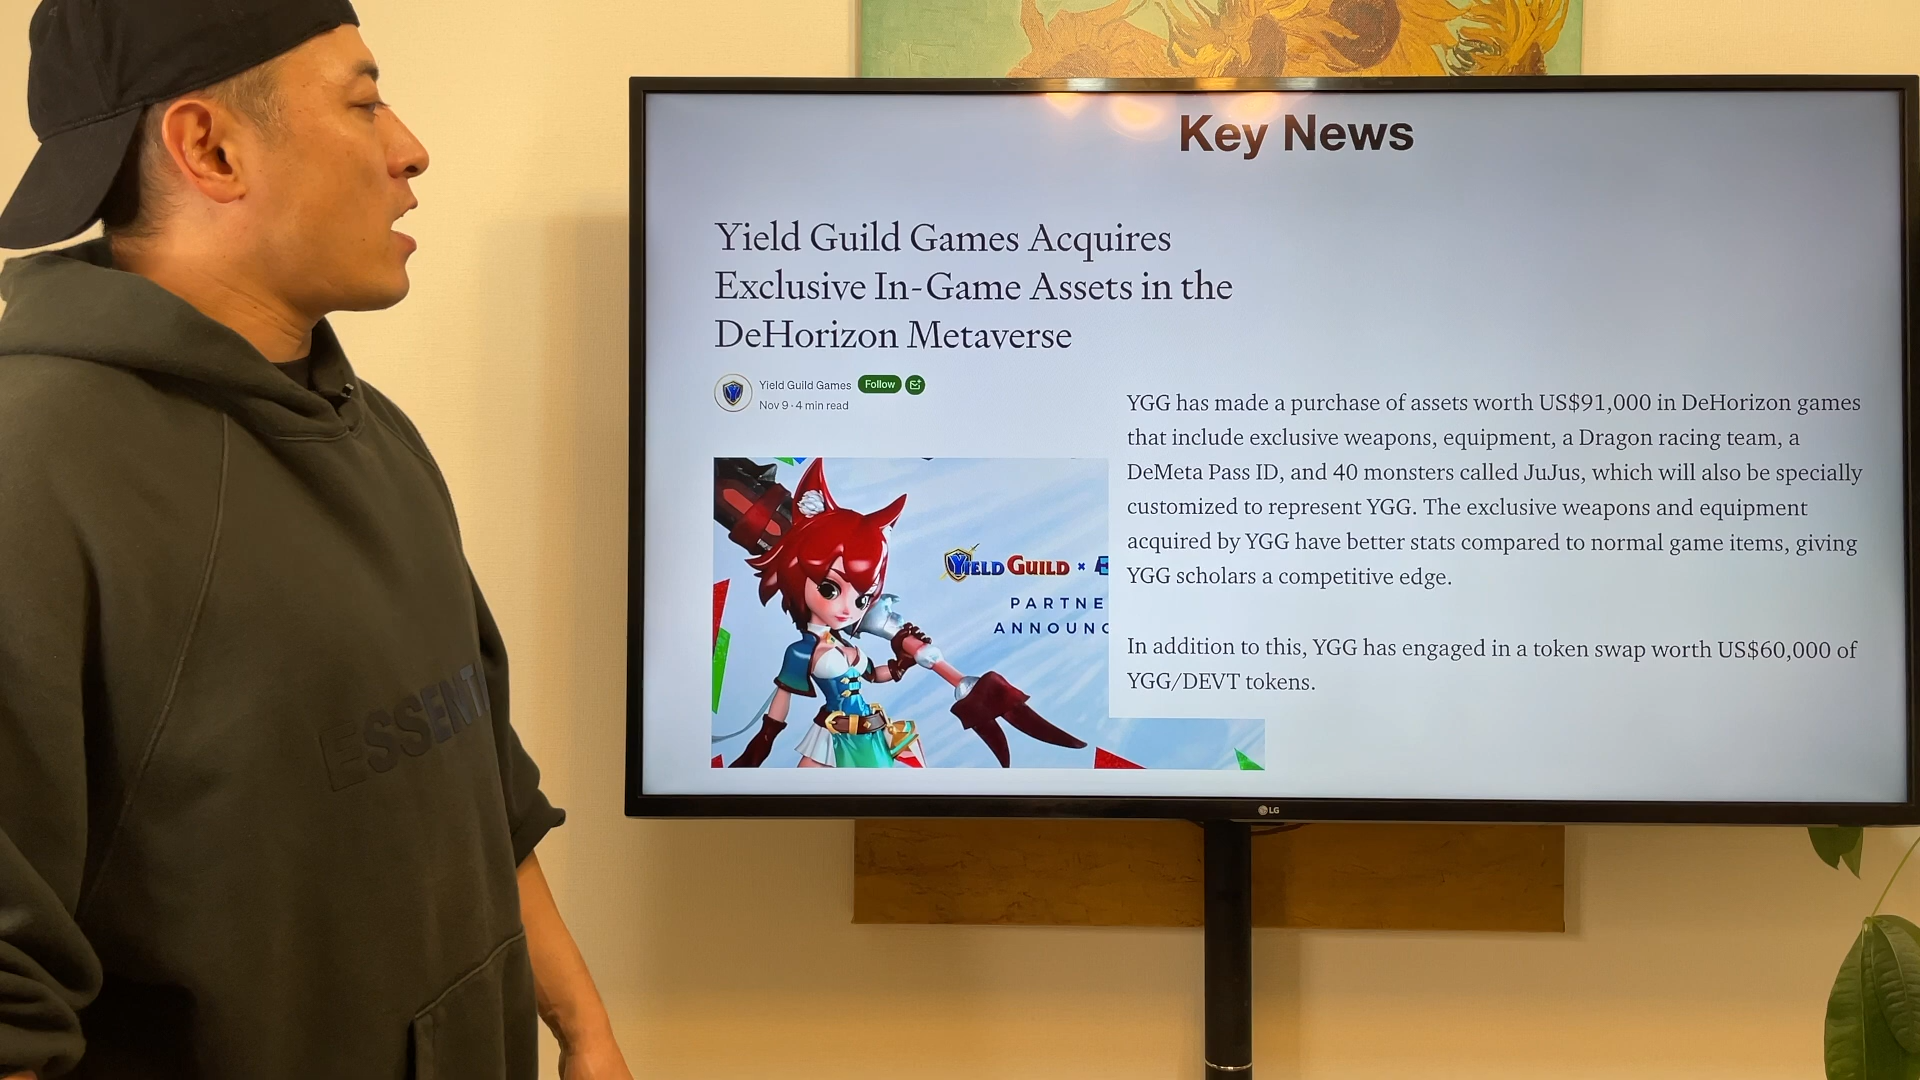 Key News
Yield Guild Games Acquires
Exclusive In-Game Assets in the
DeHorizon Metaverse
Yield Guild Games Follow
Nov 9 · 4 min read
YGG has made a purchase of assets worth US$91,000 in DeHorizon games
that include exclusive weapons, equipment, a Dragon racing team, a
DeMeta Pass ID, and 40 monsters called JuJus, which will also be specially
customized to represent YGG. The exclusive weapons and equipment
acquired by YGG have better stats compared to normal game items, giving
YGG scholars a competitive edge.
In addition to this, YGG has engaged in a token swap worth US$60,000 of
YGG/DEVT tokens.
YIELD GUILD ×
PARTNE
ANNOUNC
ESSENT
LG